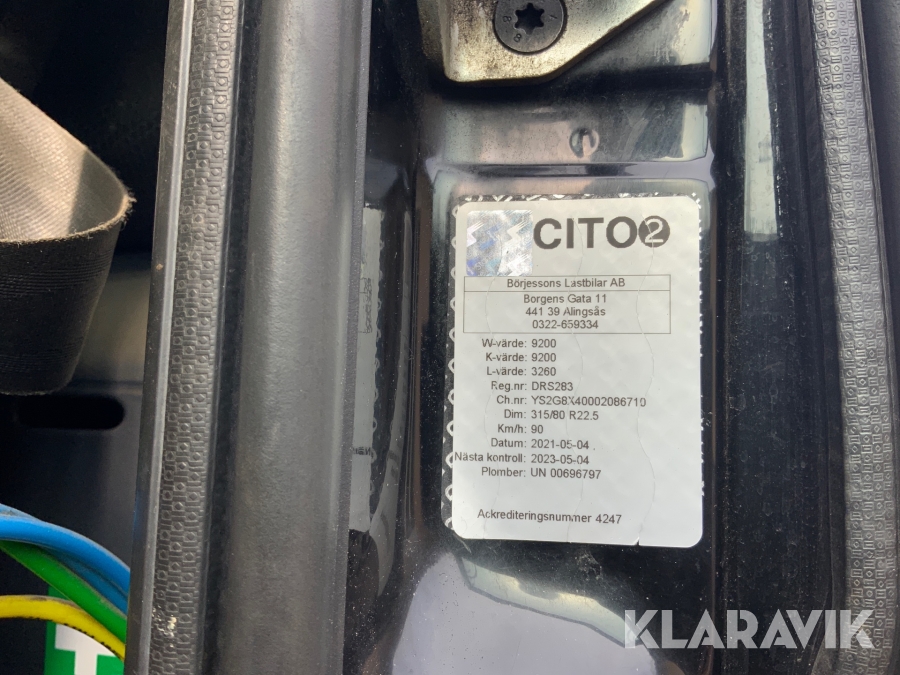 CITO2
Börjessons Lastbilar AB
Borgens Gata 11
441 39 Alingsås
0322-659334
W-värde: 9200
K-värde: 9200
L-värde: 3260
Reg.nr: DRS283
Ch.nr: YS2G8X40002086710
Dim: 315/80 R22.5
Km/h: 90
Datum: 2021-05-04
Nästa kontroll: 2023-05-04
Plomber: UN 00696797
Ackrediteringsnummer 4247
KLARAVIK